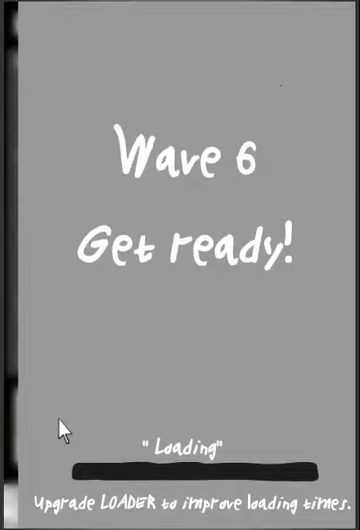 Wave 6
Get ready!
" Loading"
Upgrade LOADER to improve loading times.